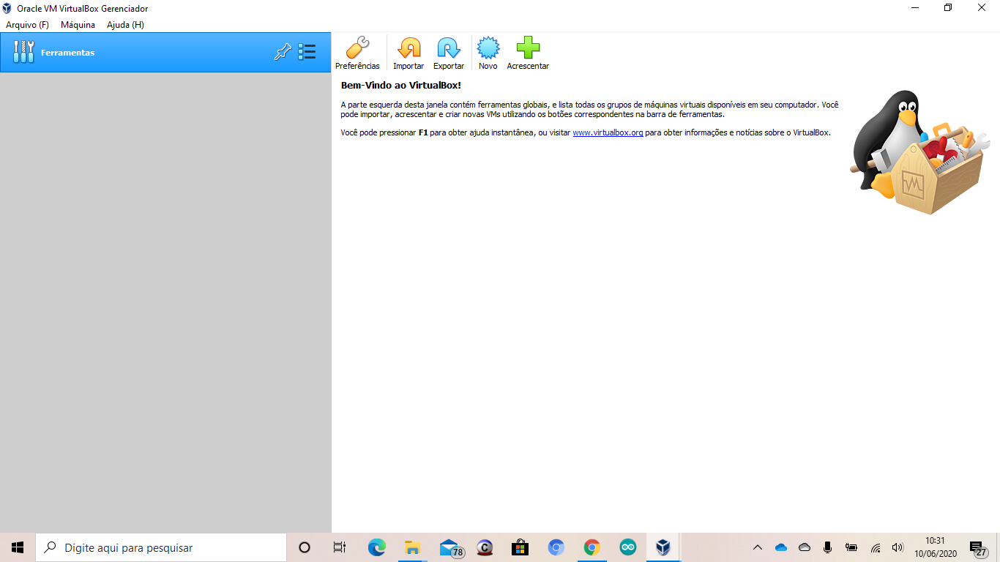 Oracle VM VirtualBox Gerenciador
Arquivo (F) Máquina Ajuda (H)
Ferramentas
Preferências Importar Exportar Novo Acrescentar
Bem-Vindo ao VirtualBox!
A parte esquerda desta janela contém ferramentas globais, e lista todas os grupos de máquinas virtuais disponíveis em seu computador. Você
pode importar, acrescentar e criar novas VMs utilizando os botões correspondentes na barra de ferramentas.
Você pode pressionar F1 para obter ajuda instantânea, ou visitar www.virtualbox.org para obter informações e notícias sobre o VirtualBox.
Digite aqui para pesquisar
78
10:31
10/06/2020
27